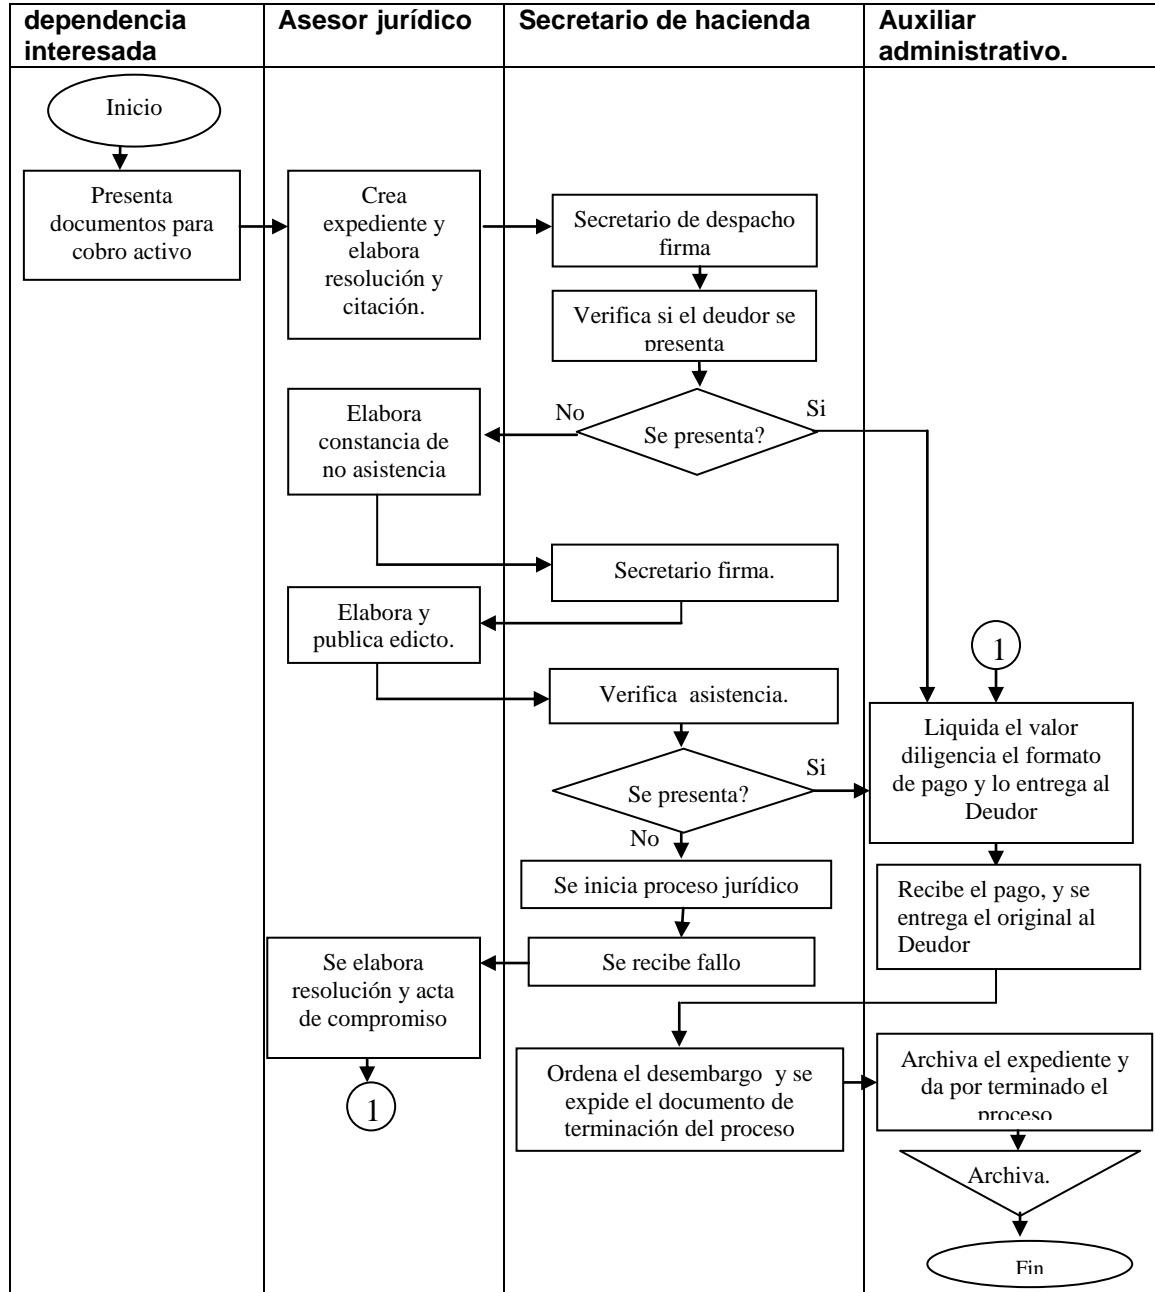 dependencia
interesada
Asesor jurídico
Secretario de hacienda
Auxiliar
administrativo.
Inicio
Presenta
documentos para
cobro activo
Crea
expediente y
elabora
resolución y
citación.
Secretario de despacho
firma
Verifica si el deudor se
presenta
Se presenta?
No
Si
Elabora
constancia de
no asistencia
Secretario firma.
Elabora y
publica edicto.
Verifica asistencia.
Se presenta?
Si
No
1
Liquida el valor
diligencia el formato
de pago y lo entrega al
Deudor
Se inicia proceso jurídico
Recibe el pago, y se
entrega el original al
Deudor
Se recibe fallo
Se elabora
resolución y acta
de compromiso
1
Ordena el desembargo y se
expide el documento de
terminación del proceso
Archiva el expediente y
da por terminado el
proceso
Archiva.
Fin